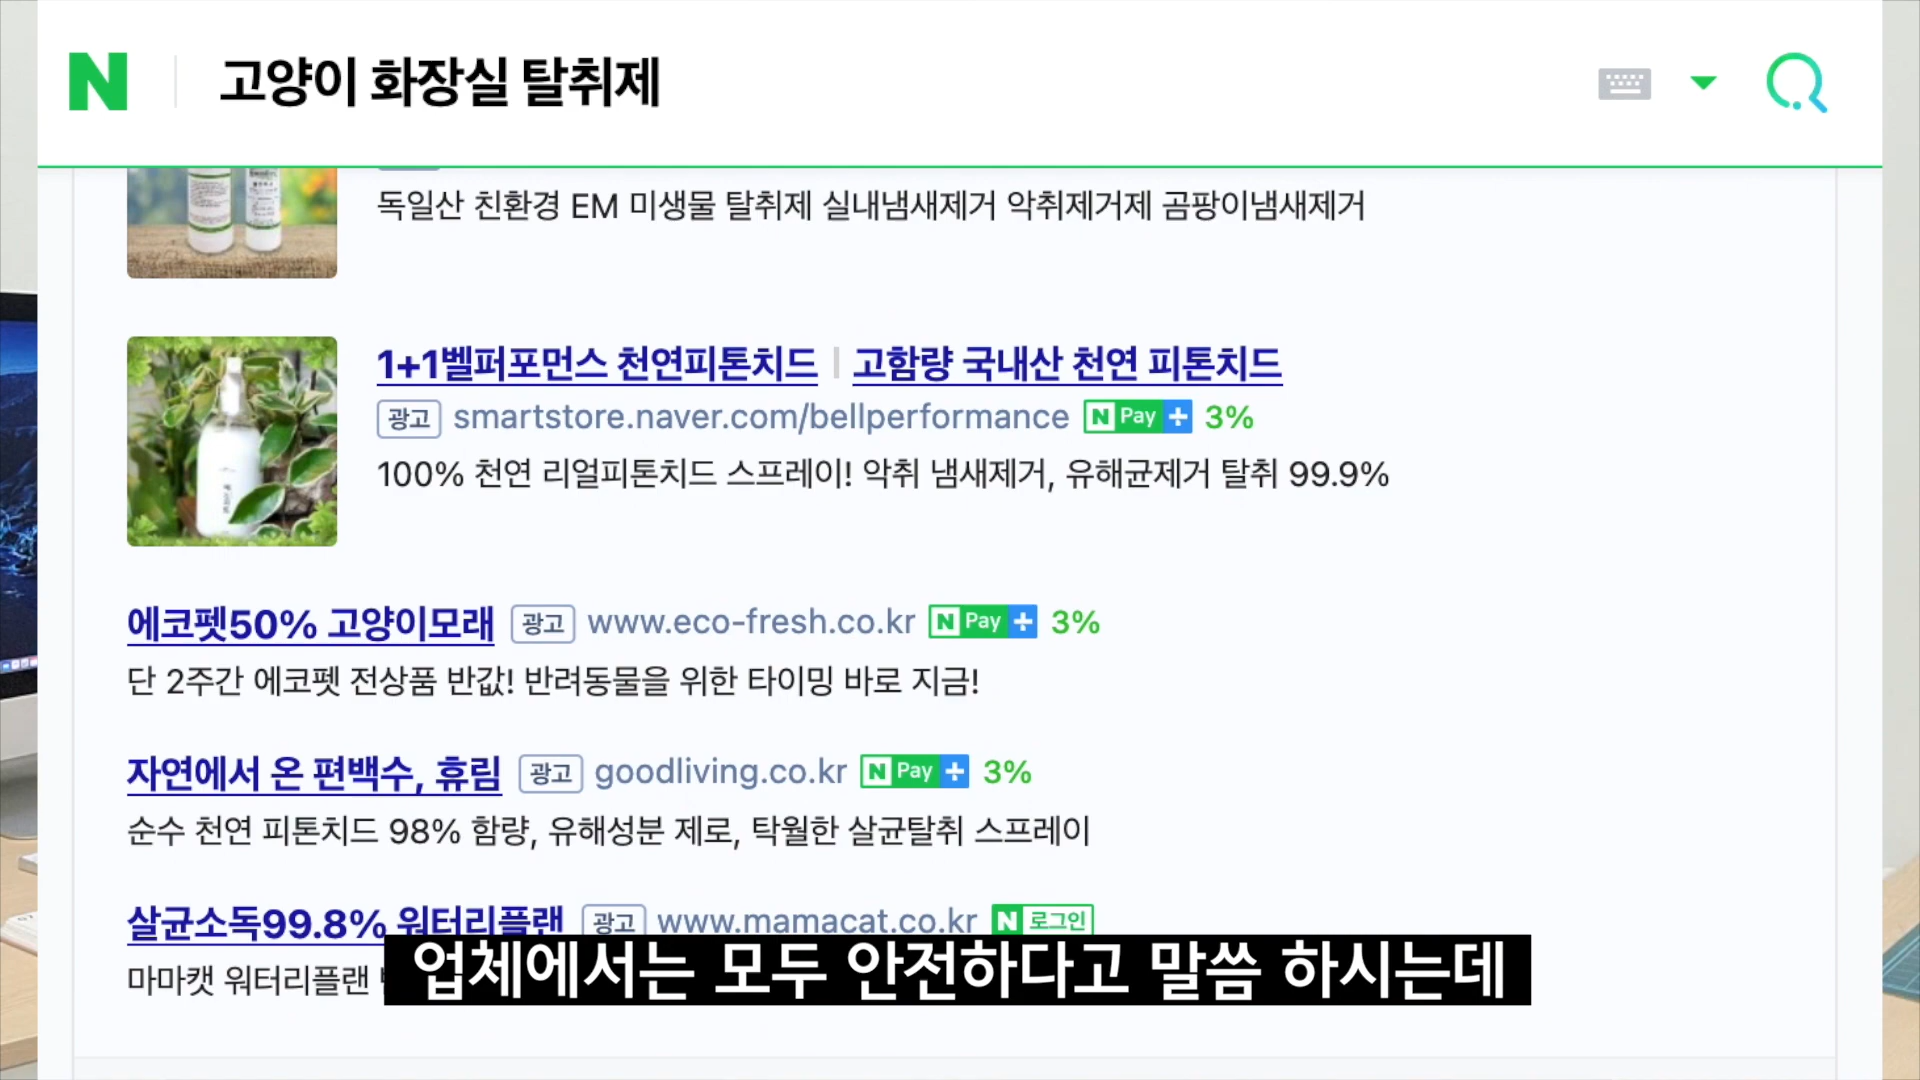 N 고양이 화장실 탈취제
독일산 친환경 EM 미생물 탈취제 실내냄새제거 악취제거제 곰팡이냄새제거
1+1벨퍼포먼스 천연피톤치드 고함량 국내산 천연 피톤치드
광고 smartstore.naver.com/bellperformance N Pay + 3%
100% 천연 리얼피톤치드 스프레이! 악취 냄새제거, 유해균제거 탈취 99.9%
에코펫50% 고양이모래 광고 www.eco-fresh.co.kr N Pay + 3%
단 2주간 에코펫 전상품 반값! 반려동물을 위한 타이밍 바로 지금!
자연에서 온 편백수, 휴림 광고 goodliving.co.kr N Pay + 3%
순수 천연 피톤치드 98% 함량, 유해성분 제로, 탁월한 살균탈취 스프레이
살균소독99.8% 워터리플랜 광고 www.mamacat.co.kr N 로그인
마마캣 워터리플랜
업체에서는 모두 안전하다고 말씀 하시는데